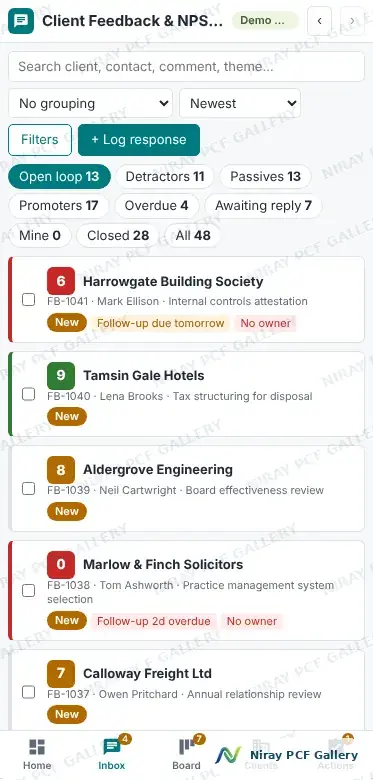 Client Feedback & NPS... Demo ... ‹ ›
Search client, contact, comment, theme...
No grouping Newest
Filters + Log response
Open loop 13 Detractors 11 Passives 13
Promoters 17 Overdue 4 Awaiting reply 7
Mine 0 Closed 28 All 48
6 Harrowgate Building Society
FB-1041 · Mark Ellison · Internal controls attestation
New Follow-up due tomorrow No owner
9 Tamsin Gale Hotels
FB-1040 · Lena Brooks · Tax structuring for disposal
New
8 Aldergrove Engineering
FB-1039 · Neil Cartwright · Board effectiveness review
New
0 Marlow & Finch Solicitors
FB-1038 · Tom Ashworth · Practice management system
selection
New Follow-up 2d overdue No owner
7 Calloway Freight Ltd
FB-1037 · Owen Pritchard · Annual relationship review
New
4 7 1
Home Inbox Board Clients Actions
Niray PCF Gallery
NIRAY PCF GALLERY